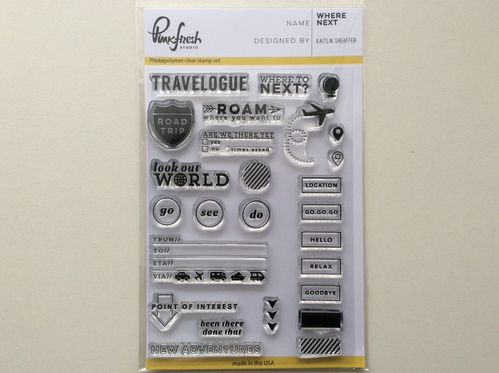 Pinkfresh
STUDIO
NAME
WHERE
NEXT
DESIGNED BY
KAITLIN SHEAFFER
Photopolymer clear stamp set
TRAVELOGUE
WHERE TO
NEXT?
ROAD
TRIP
ROAM
where you want to
ARE WE THERE YET
yes
no
times asked
look out
WORLD
go
see
do
LOCATION
GO.GO.GO
HELLO
RELAX
GOODBYE
FROM//
TO//
ETA//
VIA//
POINT OF INTEREST
been there
done that
NEW ADVENTURES
made in the USA